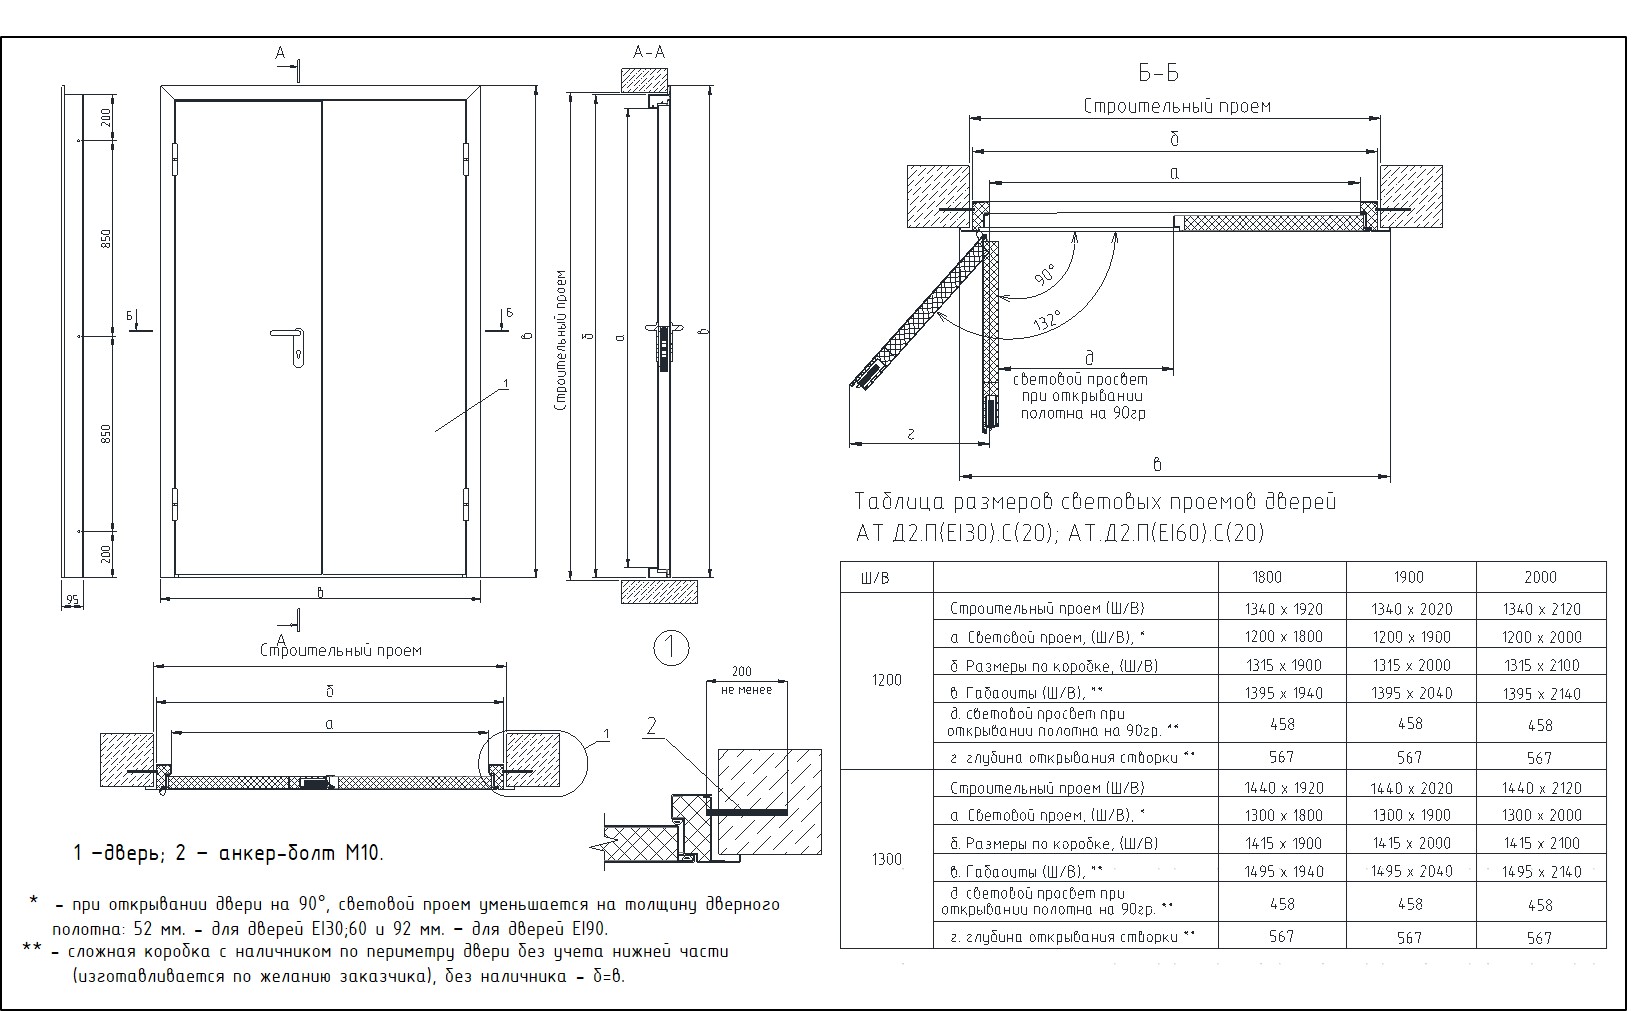 А
А-А
Б-Б
Строительный проем
б
а
200
850
850
200
95
Б
Б
в
1
в
А
Строительный проем
б
а
в
90°
132°
д
световой просвет
при открывании
полотна на 90гр
г
в
Строительный проем
б
а
1
1
200
не менее
2
1 –дверь; 2 – анкер-болт М10.
* - при открывании двери на 90°, световой проем уменьшается на толщину дверного
полотна: 52 мм. - для дверей EI30;60 и 92 мм. – для дверей EI90.
** - сложная коробка с наличником по периметру двери без учета нижней части
(изготавливается по желанию заказчика), без наличника - б=в.
Таблица размеров световых проемов дверей
АТ Д2.П(EI30).С(20); АТ.Д2.П(EI60).С(20)
Ш/В 1800 1900 2000
1200
Строительный проем (Ш/В) 1340 х 1920 1340 х 2020 1340 х 2120
а Световой проем, (Ш/В), * 1200 х 1800 1200 х 1900 1200 х 2000
б Размеры по коробке, (Ш/В) 1315 х 1900 1315 х 2000 1315 х 2100
в Габариты (Ш/В), ** 1395 х 1940 1395 х 2040 1395 х 2140
д. световой просвет при
открывании полотна на 90гр. ** 458 458 458
г глубина открывания створки ** 567 567 567
1300
Строительный проем (Ш/В) 1440 х 1920 1440 х 2020 1440 х 2120
а Световой проем, (Ш/В), * 1300 х 1800 1300 х 1900 1300 х 2000
б. Размеры по коробке, (Ш/В) 1415 х 1900 1415 х 2000 1415 х 2100
в. Габариты (Ш/В), ** 1495 х 1940 1495 х 2040 1495 х 2140
д световой просвет при
открывании полотна на 90гр. ** 458 458 458
г. глубина открывания створки ** 567 567 567